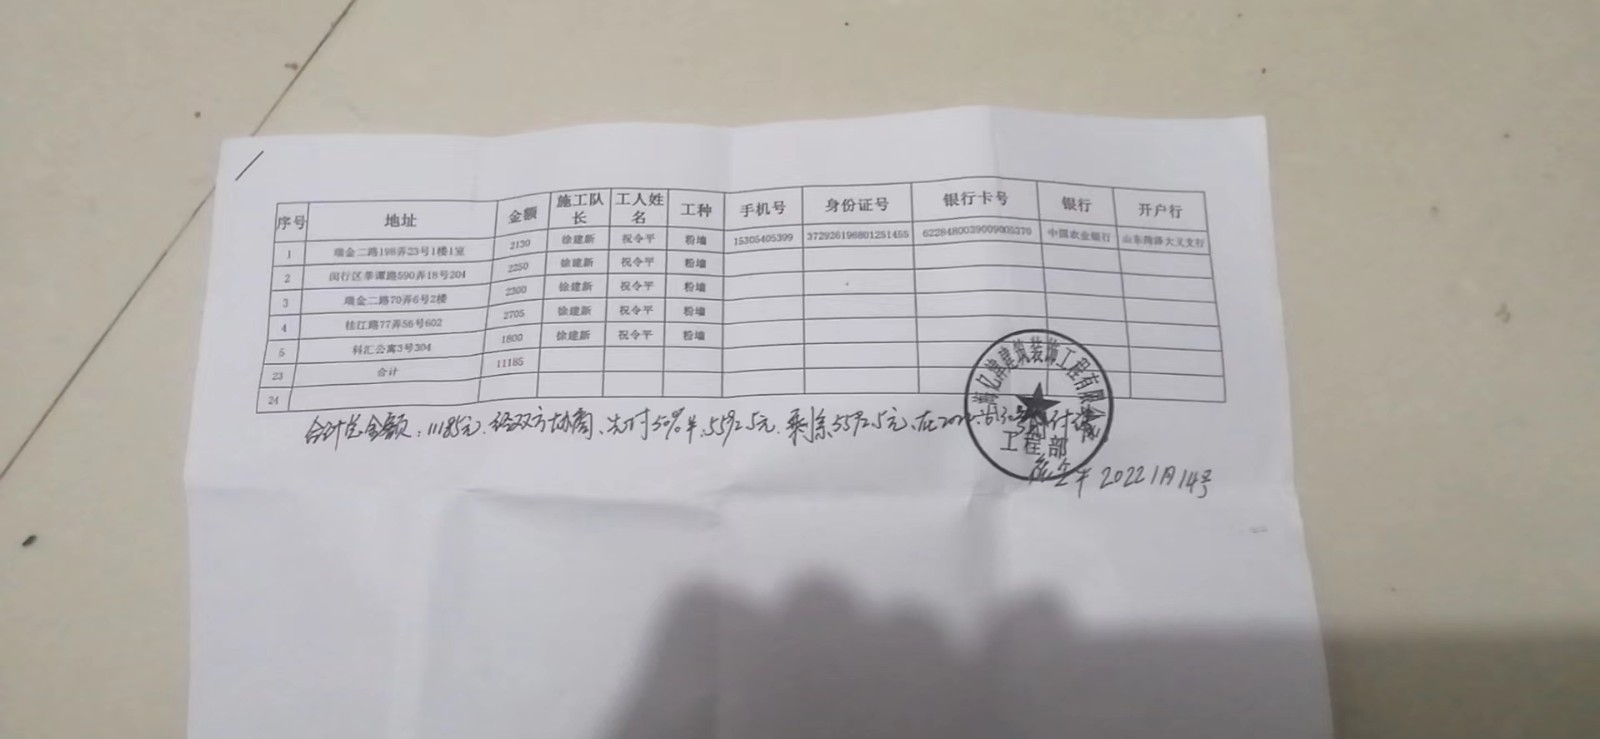 序号 地址 金额 施工队长 工人姓名 工种 手机号 身份证号 银行卡号 银行 开户行
1 瑞金二路198弄23号1楼1室 2130 徐建新 祝令平 粉墙 15305405399 372926196801251455 6228480039009005370 中国农业银行 山东菏泽大义支行
2 闵行区莘谭路590弄18号204 2250 徐建新 祝令平 粉墙
3 瑞金二路70弄6号2楼 2300 徐建新 祝令平 粉墙
4 桂江路77弄56号602 2705 徐建新 祝令平 粉墙
5 科汇公寓3号304 1800 徐建新 祝令平 粉墙
23 合计 11185
24
合计总金额:11185元、经双方协商、先付50%.5592.5元、剩余5592.5元、在
建筑装饰工程有限公
工程部
2022 1月14号